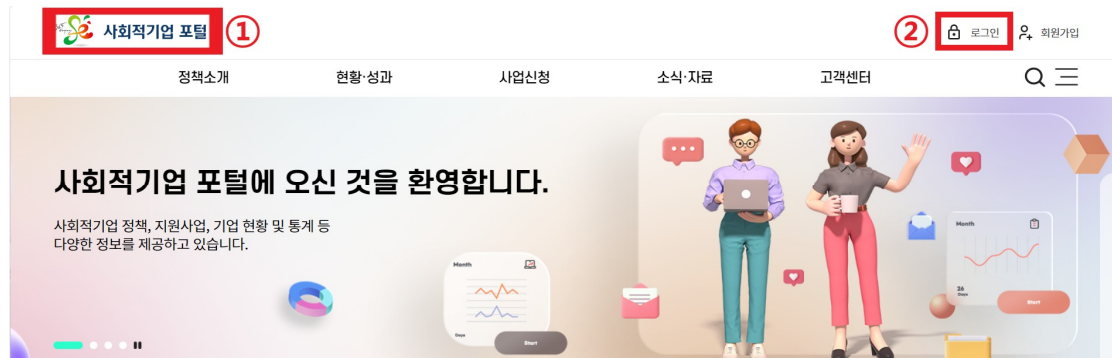 사회적기업 포털
①
②
로그인
회원가입
정책소개 현황·성과 사업신청 소식·자료 고객센터
사회적기업 포털에 오신 것을 환영합니다.
사회적기업 정책, 지원사업, 기업 현황 및 통계 등
다양한 정보를 제공하고 있습니다.
Month
Days
Start
Month
26
Days
Start